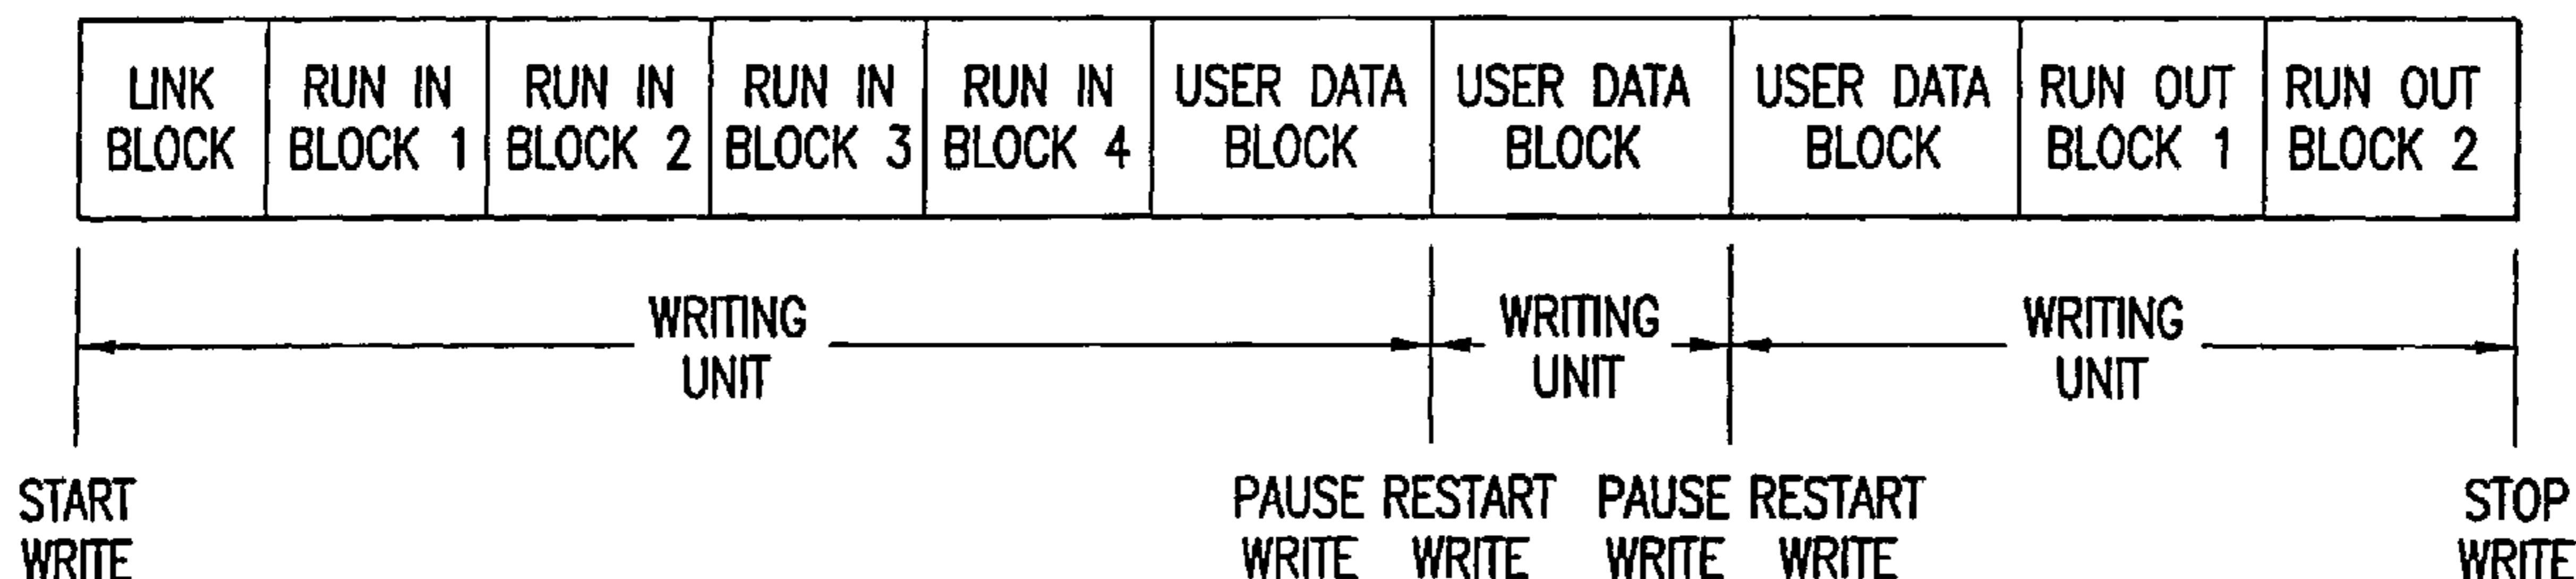 LINK BLOCK
RUN IN BLOCK 1
RUN IN BLOCK 2
RUN IN BLOCK 3
RUN IN BLOCK 4
USER DATA BLOCK
USER DATA BLOCK
USER DATA BLOCK
RUN OUT BLOCK 1
RUN OUT BLOCK 2
WRITING UNIT
WRITING UNIT
WRITING UNIT
START WRITE
PAUSE WRITE
RESTART WRITE
PAUSE WRITE
RESTART WRITE
STOP WRITE